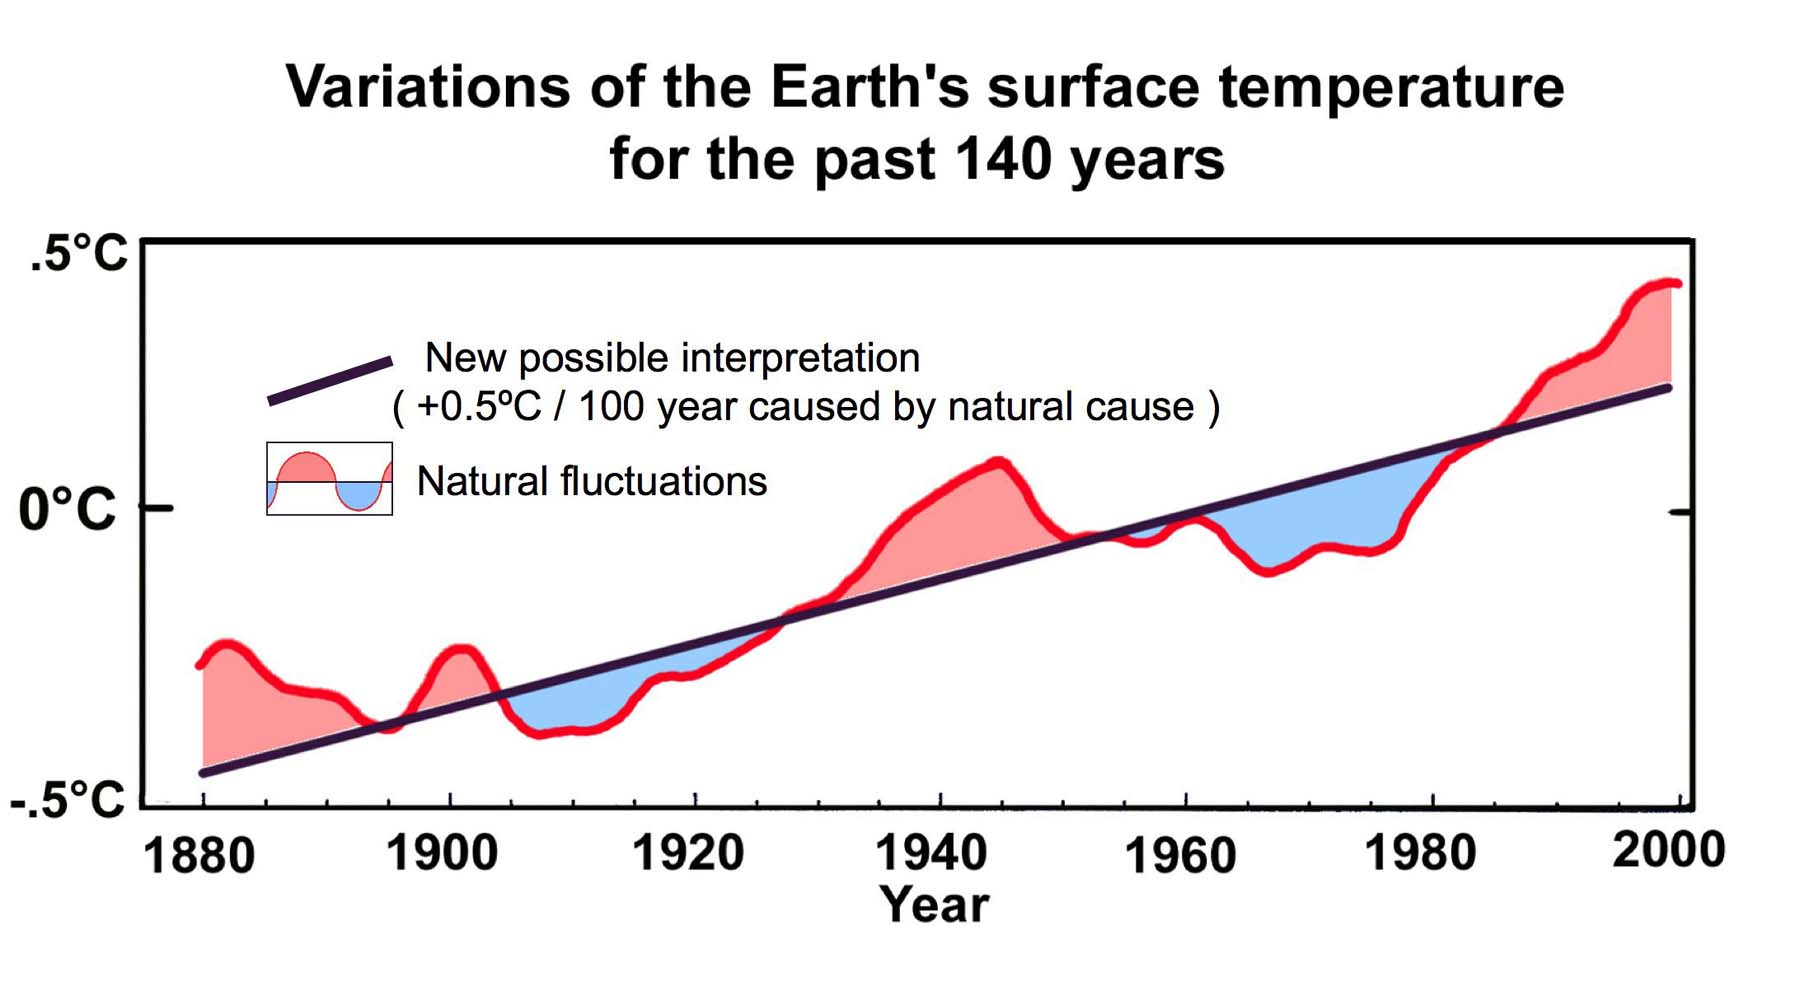 Variations of the Earth's surface temperature
for the past 140 years
.5°C
New possible interpretation
( +0.5ºC / 100 year caused by natural cause )
Natural fluctuations
0°C
-.5°C
1880 1900 1920 1940 1960 1980 2000
Year